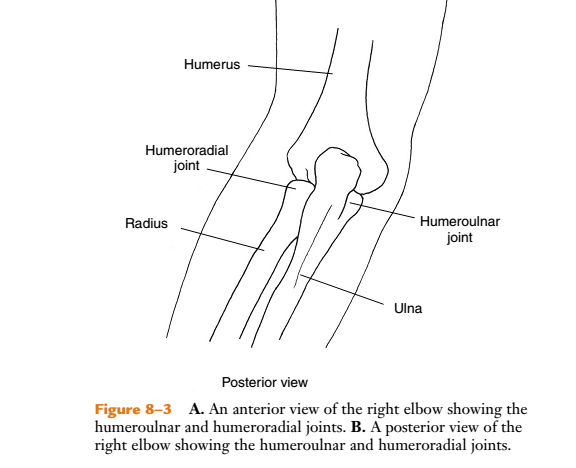 Humerus
Humeroradial
joint
Radius
Humeroulnar
joint
Ulna
Posterior view
Figure 8–3 A. An anterior view of the right elbow showing the
humeroulnar and humeroradial joints. B. A posterior view of the
right elbow showing the humeroulnar and humeroradial joints.